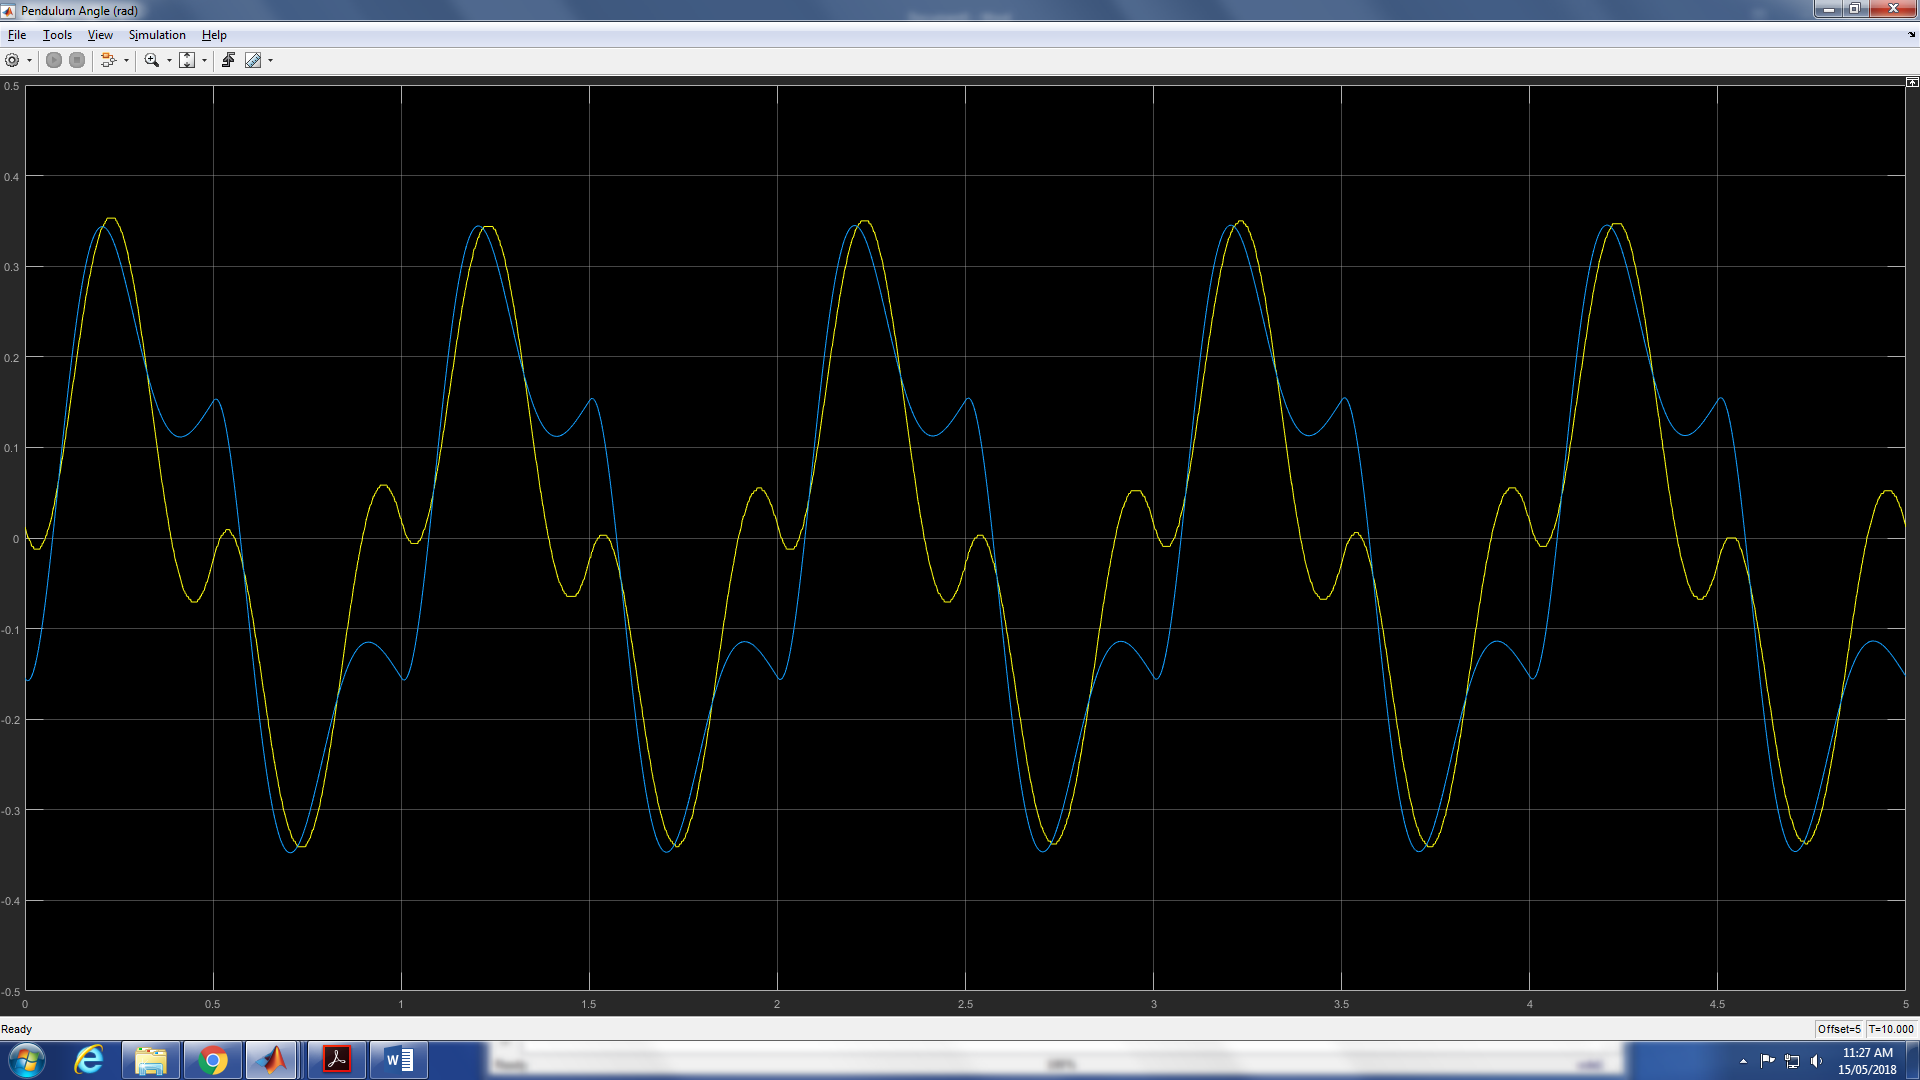 Pendulum Angle (rad)
File Tools View Simulation Help
0.5
0.4
0.3
0.2
0.1
0
-0.1
-0.2
-0.3
-0.4
-0.5
0 0.5 1 1.5 2 2.5 3 3.5 4 4.5 5
Ready Offset=5 T=10.000
11:27 AM
15/05/2018